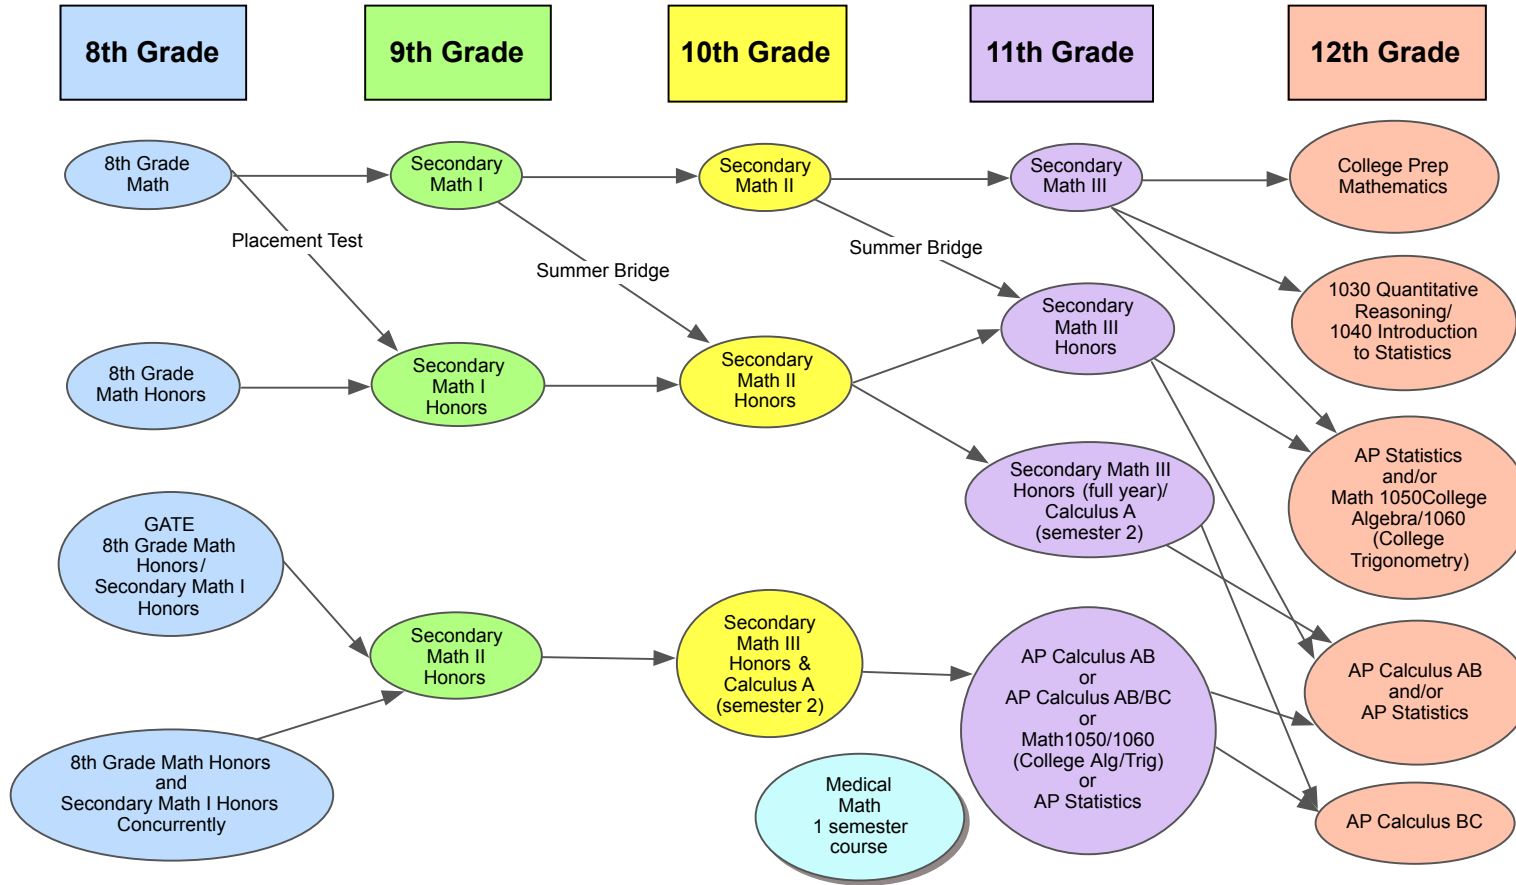 8th Grade
9th Grade
10th Grade
11th Grade
12th Grade
8th Grade
Math
Secondary
Math I
Secondary
Math II
Secondary
Math III
College Prep
Mathematics
Placement Test
Summer Bridge
Summer Bridge
1030 Quantitative
Reasoning/
1040 Introduction
to Statistics
8th Grade
Math Honors
Secondary
Math I
Honors
Secondary
Math II
Honors
Secondary
Math III
Honors
Secondary Math III
Honors (full year)/
Calculus A
(semester 2)
AP Statistics
and/or
Math 1050College
Algebra/1060
(College
Trigonometry)
GATE
8th Grade Math
Honors/
Secondary Math I
Honors
Secondary
Math II
Honors
Secondary
Math III
Honors &
Calculus A
(semester 2)
AP Calculus AB
or
AP Calculus AB/BC
or
Math1050/1060
(College Alg/Trig)
or
AP Statistics
AP Calculus AB
and/or
AP Statistics
8th Grade Math Honors
and
Secondary Math I Honors
Concurrently
Medical
Math
1 semester
course
AP Calculus BC